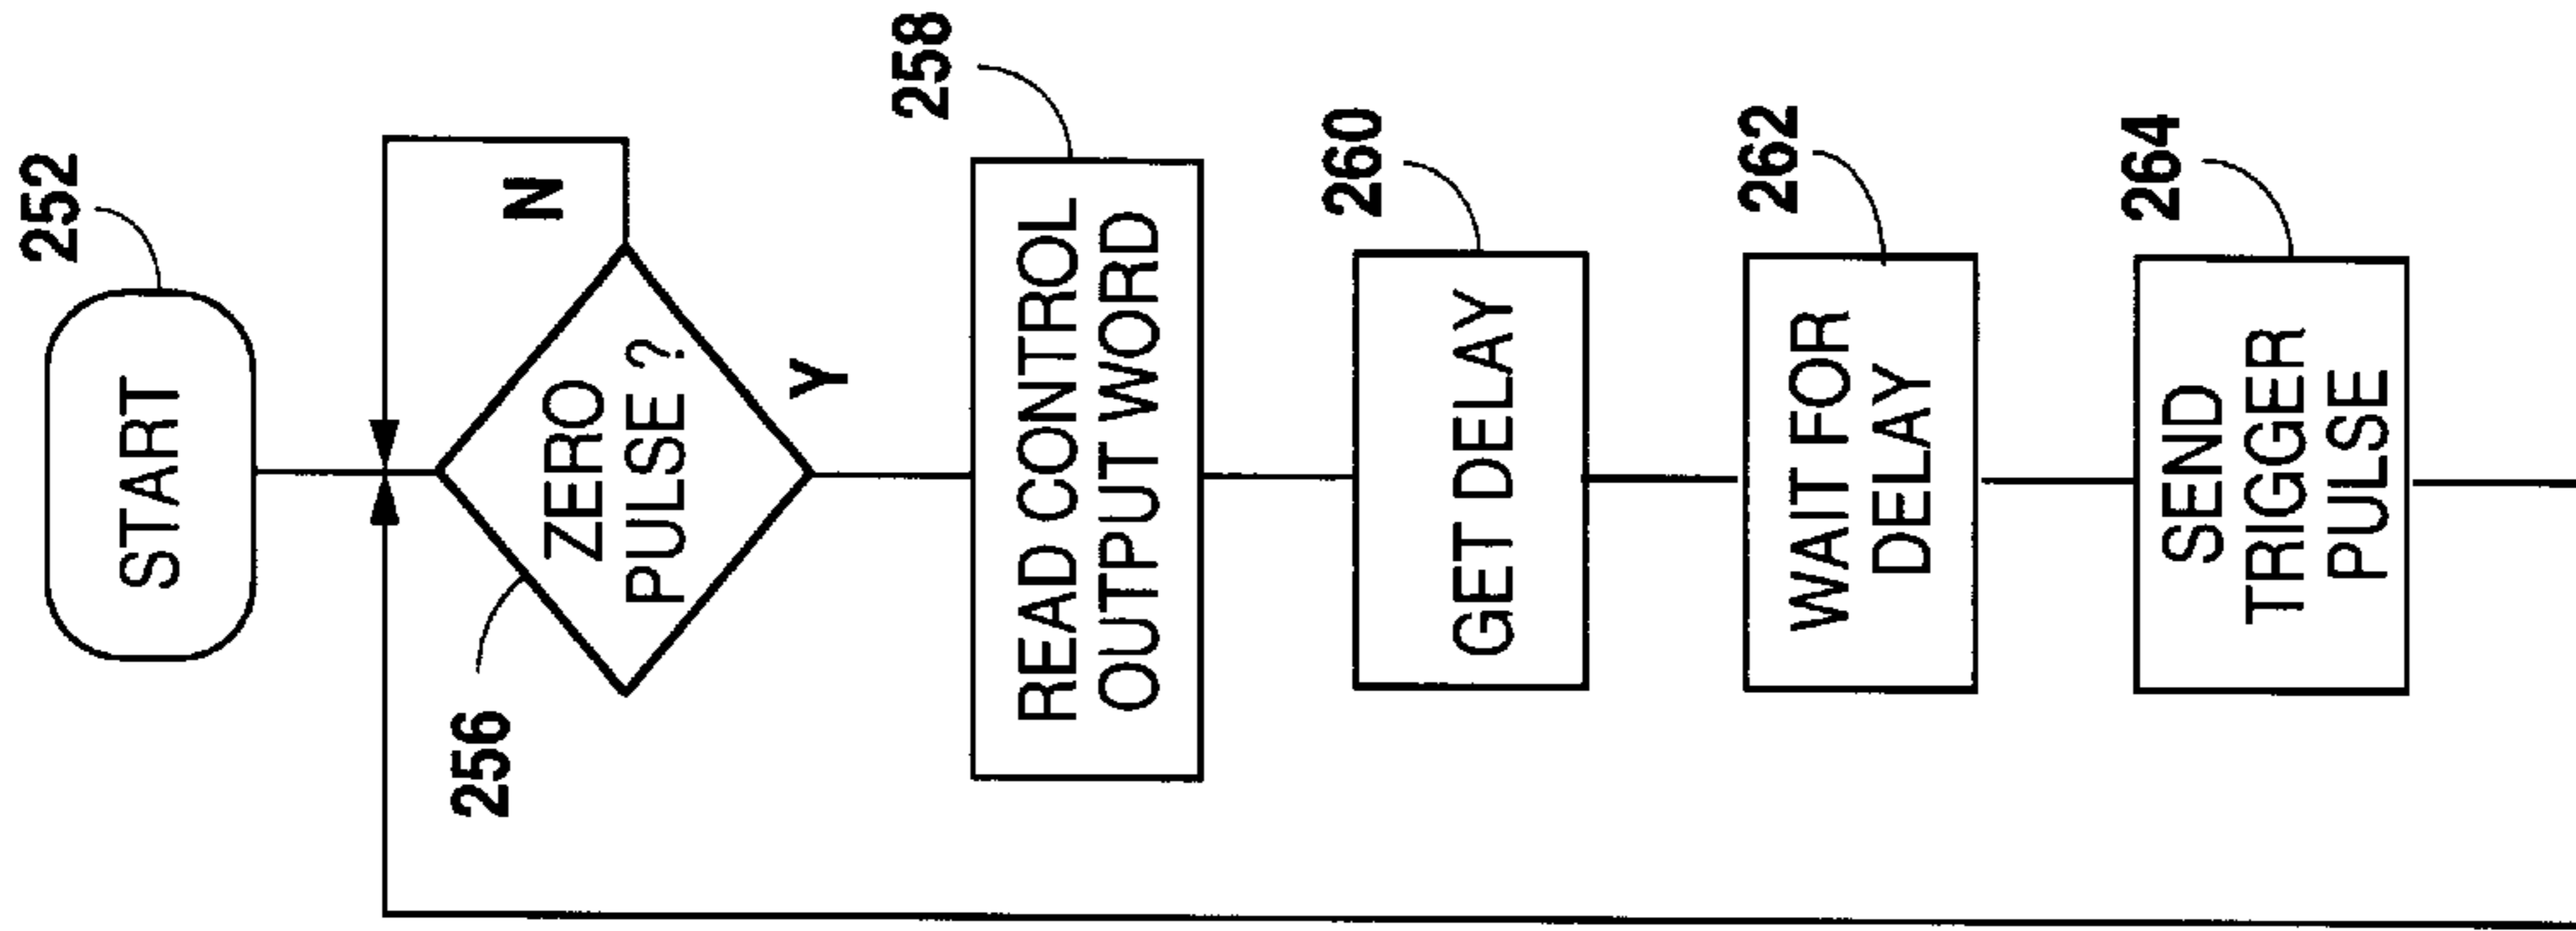 252
START
N
256
ZERO
PULSE ?
Y
258
READ CONTROL
OUTPUT WORD
260
GET DELAY
262
WAIT FOR
DELAY
264
SEND
TRIGGER
PULSE